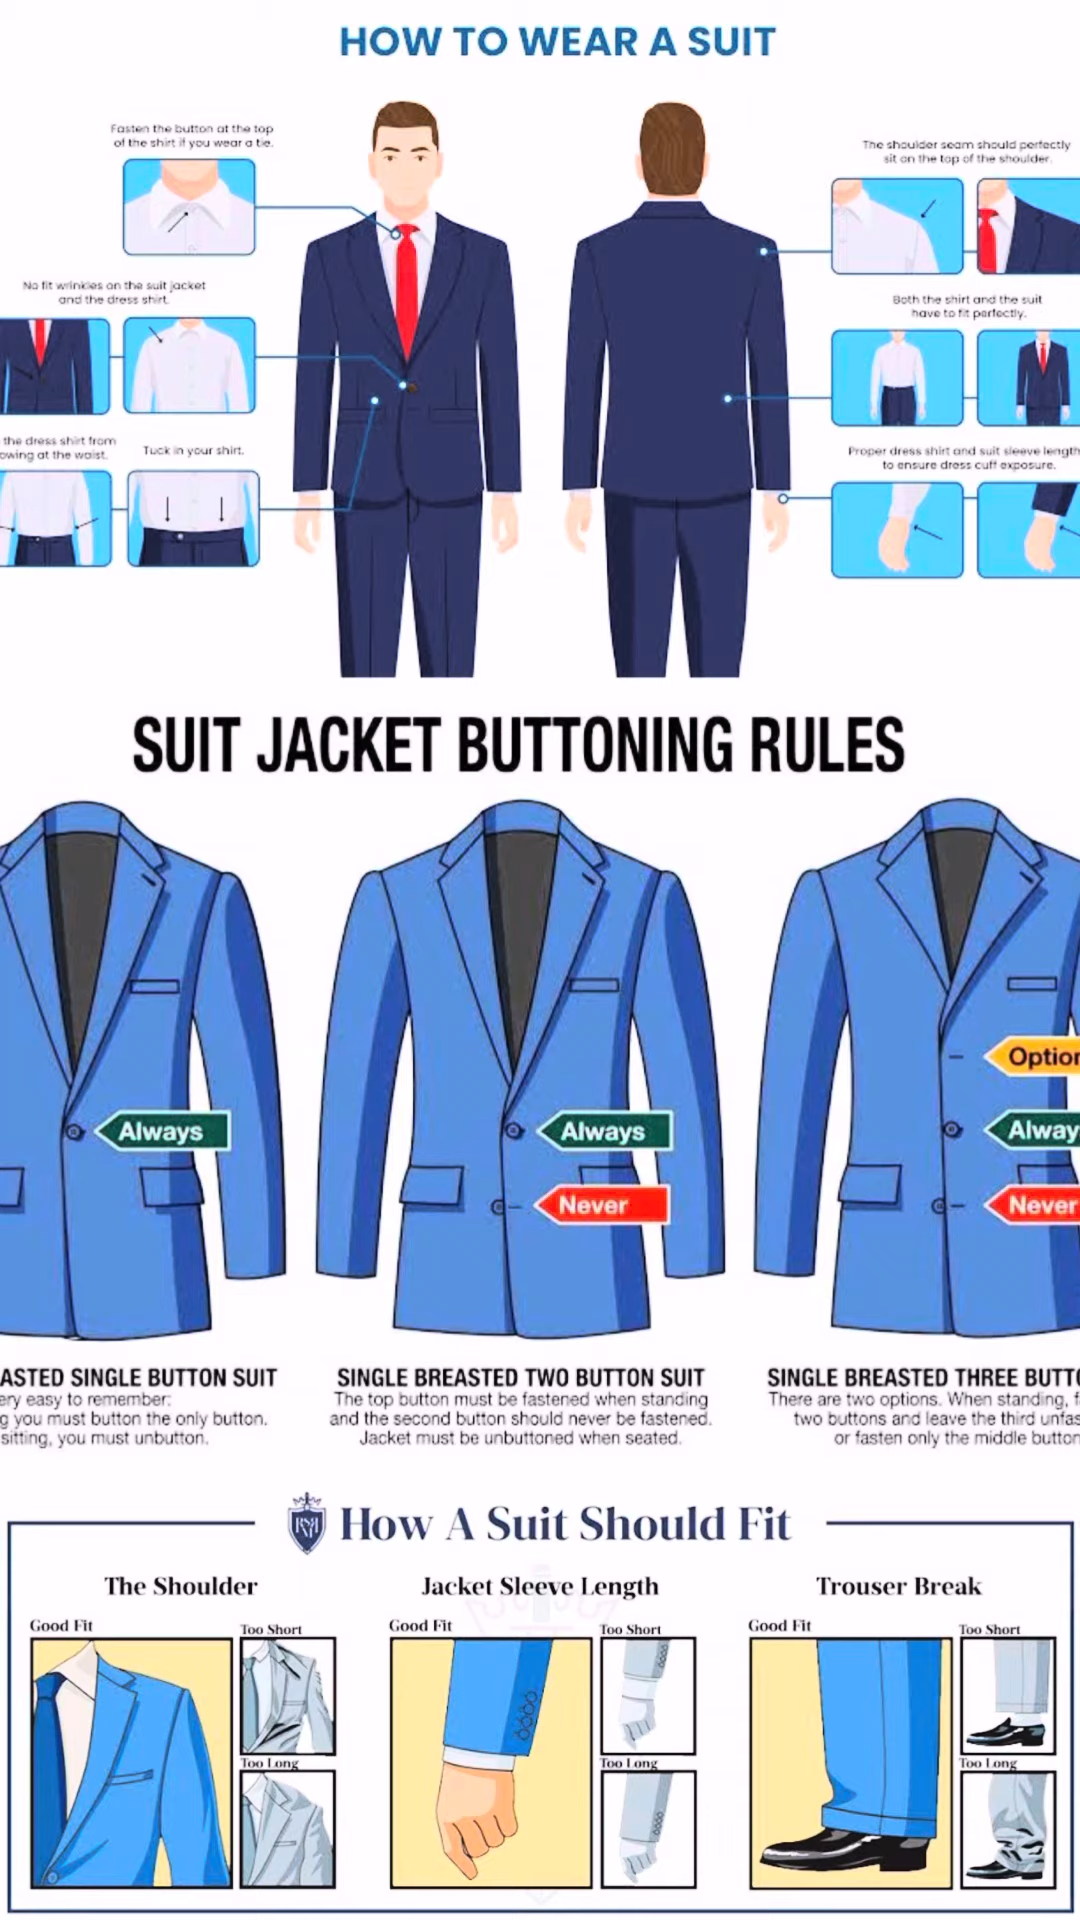 HOW TO WEAR A SUIT
Fasten the button at the top
of the shirt if you wear a tie.
The shoulder seam should perfectly
sit on the top of the shoulder.
No fit wrinkles on the suit jacket
and the dress shirt.
Both the shirt and the suit
have to fit perfectly.
the dress shirt from
owing at the waist.
Tuck in your shirt.
Proper dress shirt and suit sleeve length
to ensure dress cuff exposure.
SUIT JACKET BUTTONING RULES
Always
Always
Never
Option
Alway
Never
ASTED SINGLE BUTTON SUIT
ery easy to remember:
g you must button the only button.
sitting, you must unbutton.
SINGLE BREASTED TWO BUTTON SUIT
The top button must be fastened when standing
and the second button should never be fastened.
Jacket must be unbuttoned when seated.
SINGLE BREASTED THREE BUTTO
There are two options. When standing, f
two buttons and leave the third unfas
or fasten only the middle button
How A Suit Should Fit
The Shoulder
Good Fit
Too Short
Too Long
Jacket Sleeve Length
Good Fit
Too Short
Too Long
Trouser Break
Good Fit
Too Short
Too Long